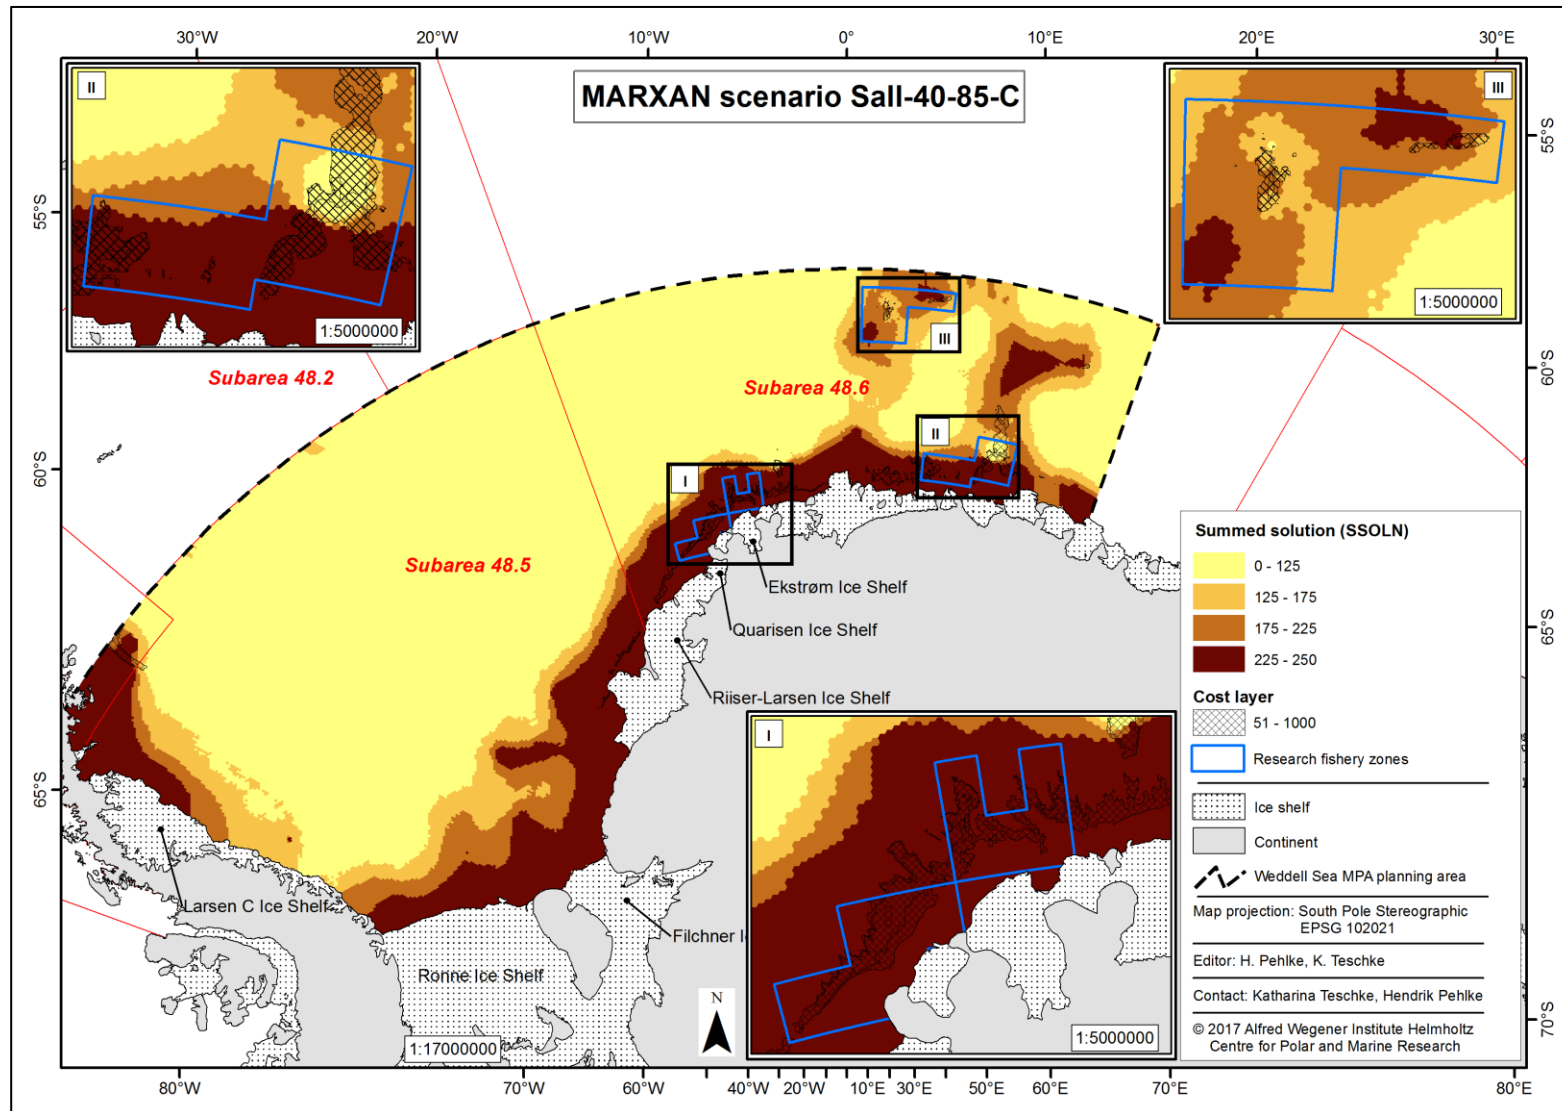 30°W 20°W 10°W 0° 10°E 20°E 30°E
MARXAN scenario Sall-40-85-C
II
1:5000000
III
1:5000000
55°S
60°S
65°S
55°S
60°S
65°S
70°S
Subarea 48.2
Subarea 48.6
Subarea 48.5
III
II
I
Ekstrøm Ice Shelf
Quarisen Ice Shelf
Riiser-Larsen Ice Shelf
Larsen C Ice Shelf
Filchner Ic
Ronne Ice Shelf
1:17000000
N
I
1:5000000
Summed solution (SSOLN)
0 - 125
125 - 175
175 - 225
225 - 250
Cost layer
51 - 1000
Research fishery zones
Ice shelf
Continent
Weddell Sea MPA planning area
Map projection: South Pole Stereographic
EPSG 102021
Editor: H. Pehlke, K. Teschke
Contact: Katharina Teschke, Hendrik Pehlke
© 2017 Alfred Wegener Institute Helmholtz
Centre for Polar and Marine Research
80°W 70°W 60°W 40°W 20°W 10°E 30°E 50°E 60°E 70°E 80°E